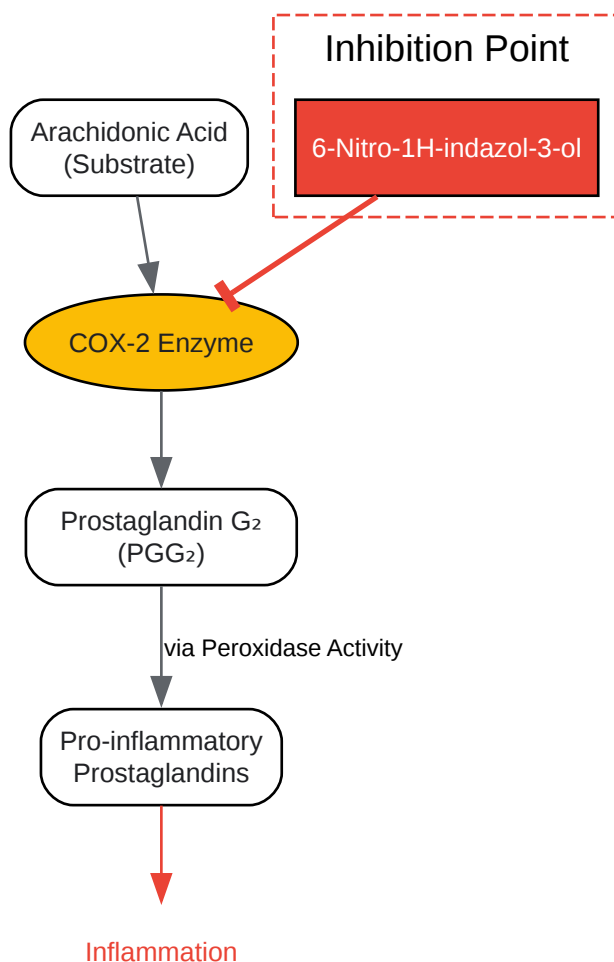 Inhibition Point
6-Nitro-1H-indazol-3-ol
Arachidonic Acid
(Substrate)
COX-2 Enzyme
Prostaglandin G₂
(PGG₂)
via Peroxidase Activity
Pro-inflammatory
Prostaglandins
Inflammation